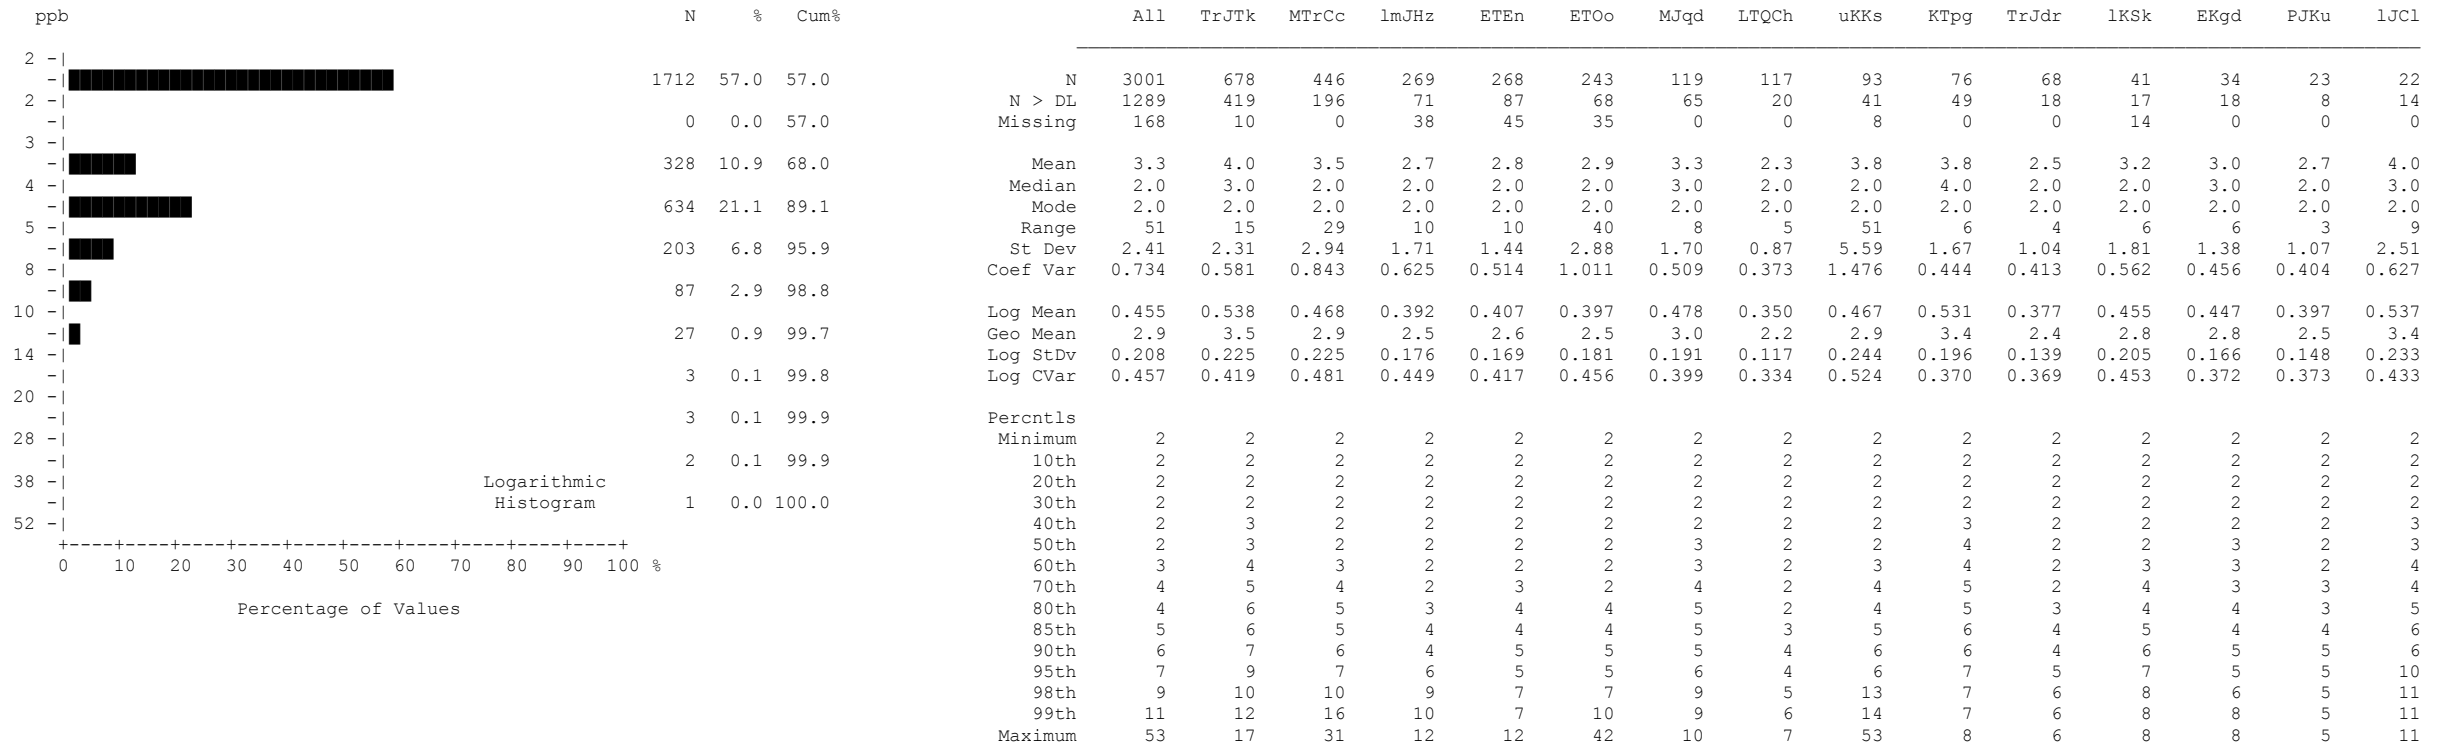 ppb N % Cum% All TrJTk MTrCc lmJHz ETEn ETOo MJqd LTQCh uKKs KTpg TrJdr lKSk EKgd PJKu lJCl
2 -|
-| 1712 57.0 57.0 N 3001 678 446 269 268 243 119 117 93 76 68 41 34 23 22
2 -| N > DL 1289 419 196 71 87 68 65 20 41 49 18 17 18 8 14
-| 0 0.0 57.0 Missing 168 10 0 38 45 35 0 0 8 0 0 14 0 0 0
3 -|
-| 328 10.9 68.0 Mean 3.3 4.0 3.5 2.7 2.8 2.9 3.3 2.3 3.8 3.8 2.5 3.2 3.0 2.7 4.0
4 -| Median 2.0 3.0 2.0 2.0 2.0 2.0 3.0 2.0 2.0 4.0 2.0 2.0 3.0 2.0 3.0
-| 634 21.1 89.1 Mode 2.0 2.0 2.0 2.0 2.0 2.0 2.0 2.0 2.0 2.0 2.0 2.0 2.0 2.0 2.0
5 -| Range 51 15 29 10 10 40 8 5 51 6 4 6 6 3 9
-| 203 6.8 95.9 St Dev 2.41 2.31 2.94 1.71 1.44 2.88 1.70 0.87 5.59 1.67 1.04 1.81 1.38 1.07 2.51
8 -| Coef Var 0.734 0.581 0.843 0.625 0.514 1.011 0.509 0.373 1.476 0.444 0.413 0.562 0.456 0.404 0.627
-| 87 2.9 98.8
10 -| Log Mean 0.455 0.538 0.468 0.392 0.407 0.397 0.478 0.350 0.467 0.531 0.377 0.455 0.447 0.397 0.537
-| 27 0.9 99.7 Geo Mean 2.9 3.5 2.9 2.5 2.6 2.5 3.0 2.2 2.9 3.4 2.4 2.8 2.8 2.5 3.4
14 -| Log StDv 0.208 0.225 0.225 0.176 0.169 0.181 0.191 0.117 0.244 0.196 0.139 0.205 0.166 0.148 0.233
-| 3 0.1 99.8 Log CVar 0.457 0.419 0.481 0.449 0.417 0.456 0.399 0.334 0.524 0.370 0.369 0.453 0.372 0.373 0.433
20 -|
-| 3 0.1 99.9 Percntls
28 -| Minimum 2 2 2 2 2 2 2 2 2 2 2 2 2 2 2
-| 2 0.1 99.9 10th 2 2 2 2 2 2 2 2 2 2 2 2 2 2 2
38 -| Logarithmic 20th 2 2 2 2 2 2 2 2 2 2 2 2 2 2 2
-| Histogram 1 0.0 100.0 30th 2 2 2 2 2 2 2 2 2 2 2 2 2 2 2
52 -| 40th 2 3 2 2 2 2 2 2 2 3 2 2 2 2 3
+----+----+----+----+----+----+----+----+----+----+ 50th 2 3 2 2 2 2 3 2 2 4 2 2 3 2 3
0 10 20 30 40 50 60 70 80 90 100 % 60th 3 4 3 2 2 2 3 2 3 4 2 3 3 2 4
70th 4 5 4 2 3 2 4 2 4 5 2 4 3 3 4
Percentage of Values 80th 4 6 5 3 4 4 5 2 4 5 3 4 4 3 5
85th 5 6 5 4 4 4 5 3 5 6 4 5 4 4 6
90th 6 7 6 4 5 5 5 4 6 6 4 6 5 5 6
95th 7 9 7 6 5 5 6 4 6 7 5 7 5 5 10
98th 9 10 10 9 7 7 9 5 13 7 6 8 6 5 11
99th 11 12 16 10 7 10 9 6 14 7 6 8 8 5 11
Maximum 53 17 31 12 12 42 10 7 53 8 6 8 8 5 11